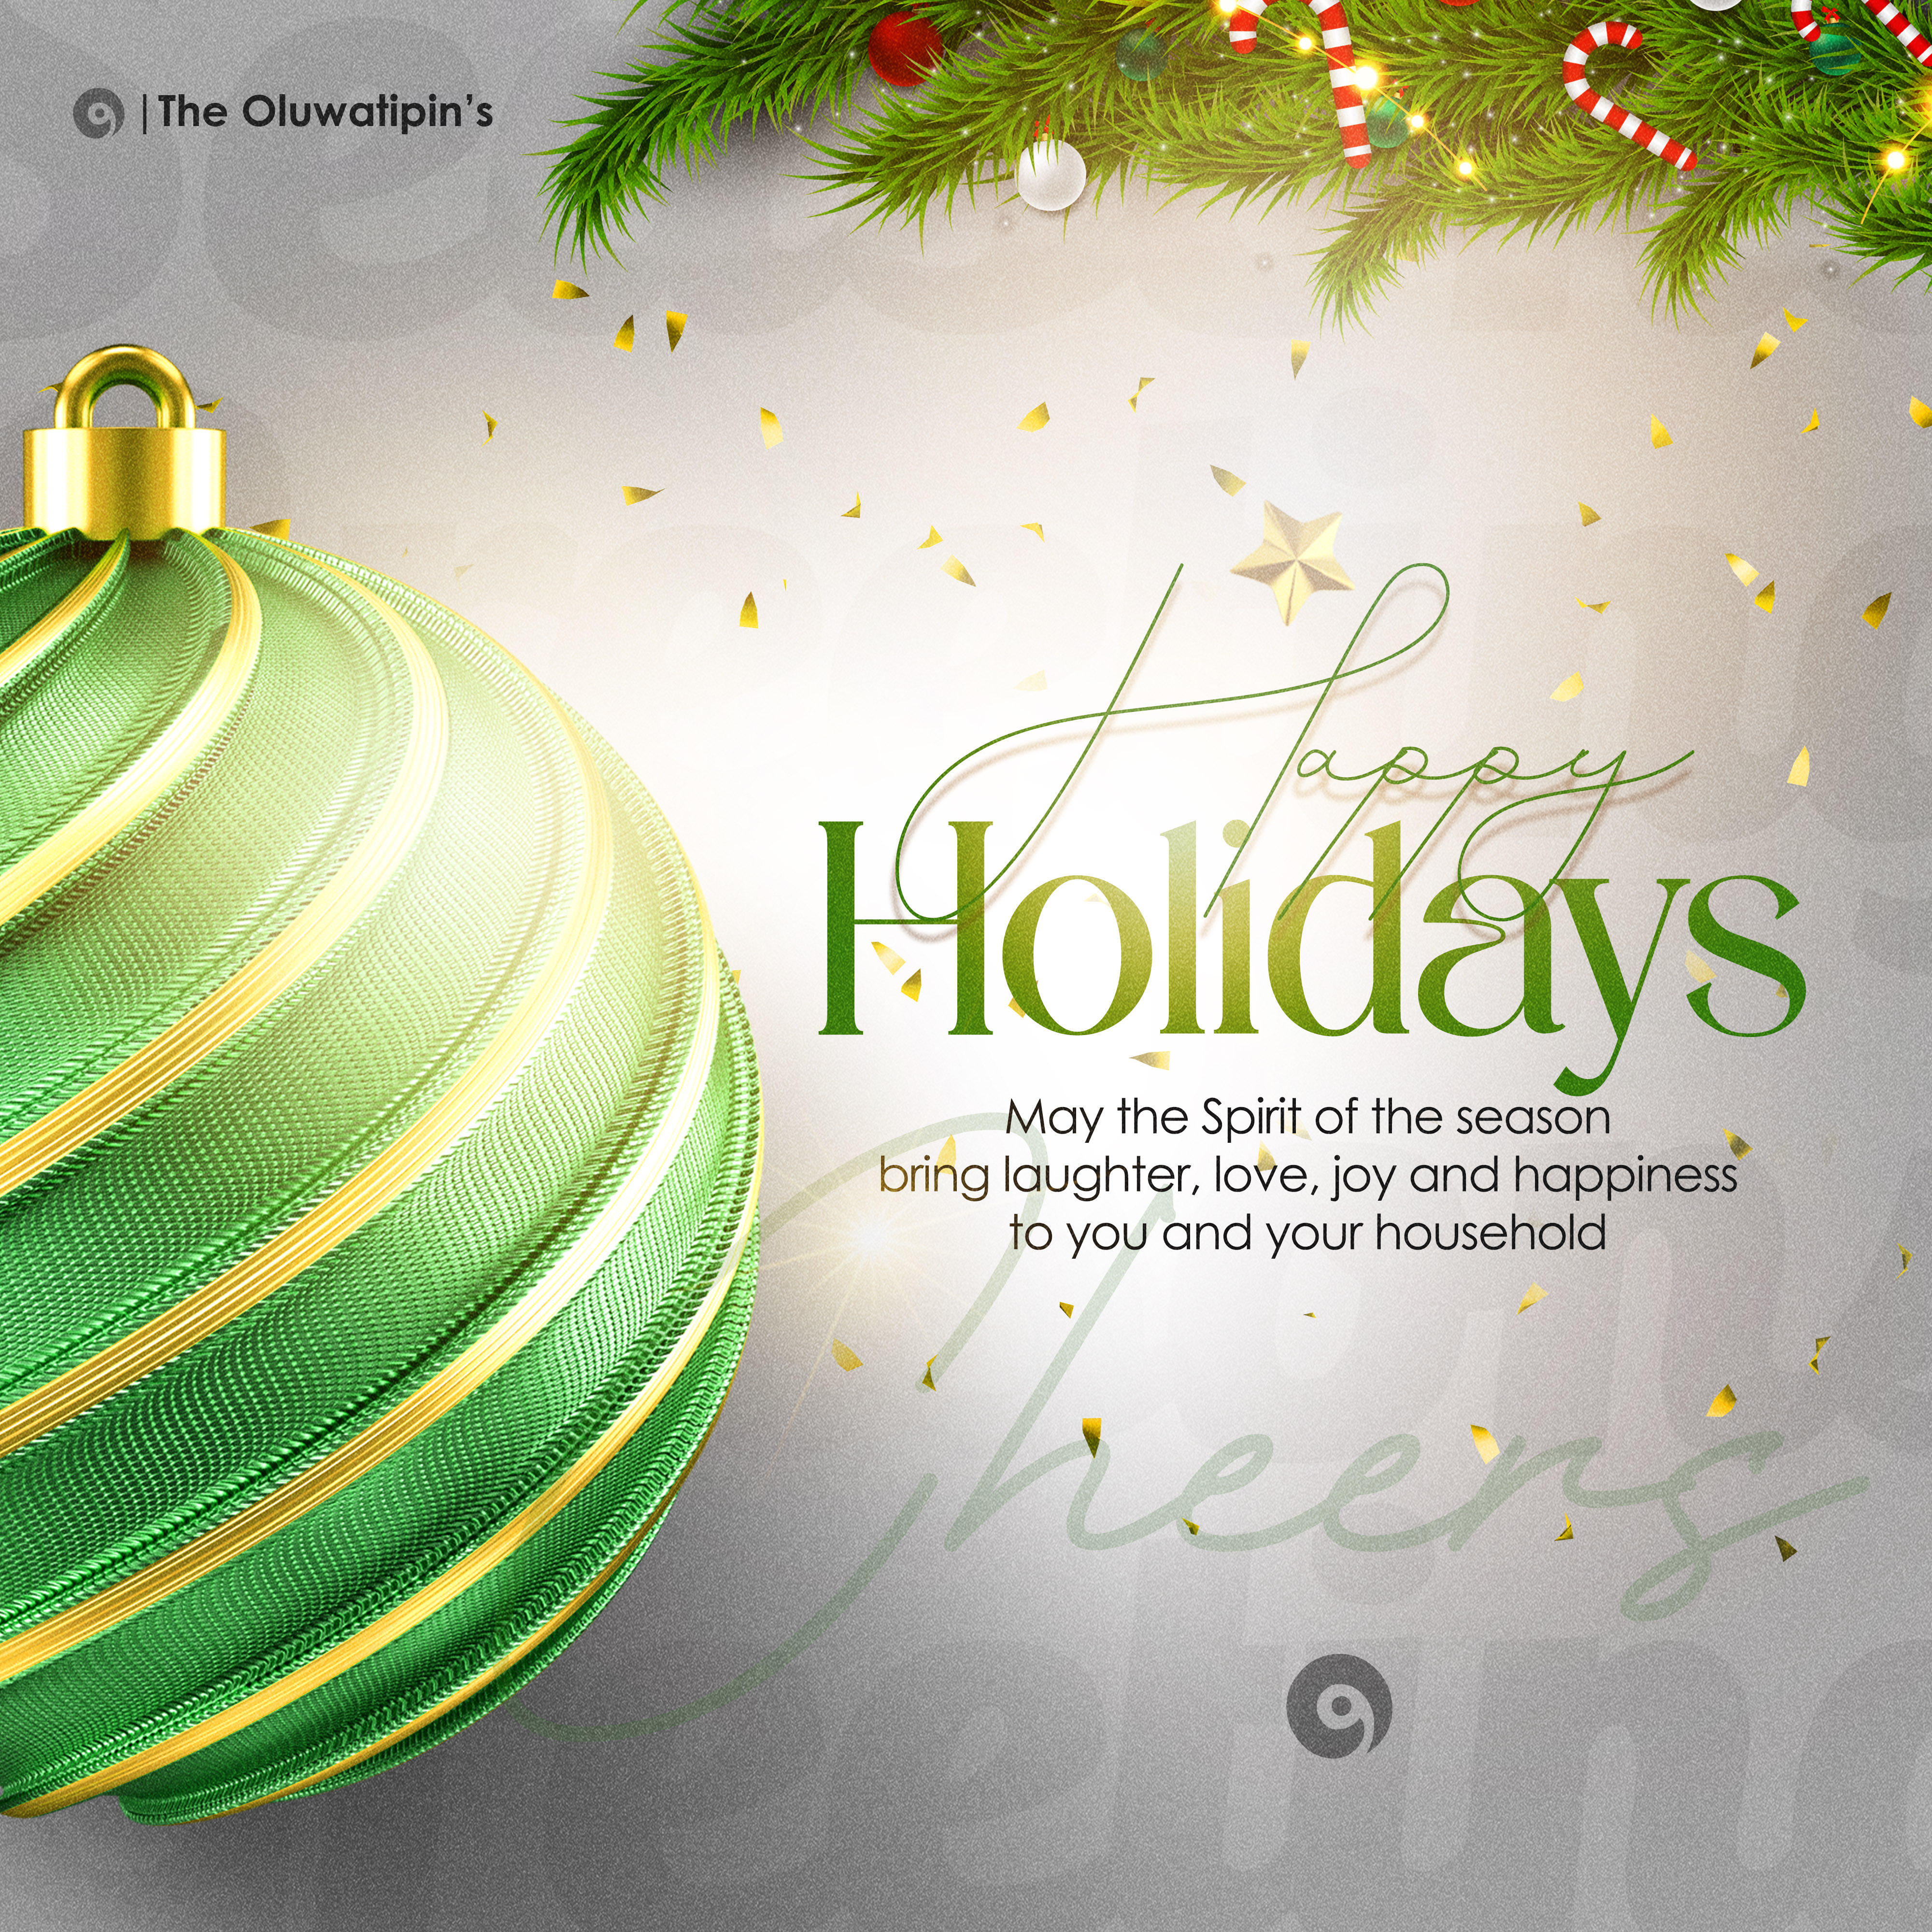 | The Oluwatipin’s
Happy
Holidays
May the Spirit of the season
bring laughter, love, joy and happiness
to you and your household
Cheers